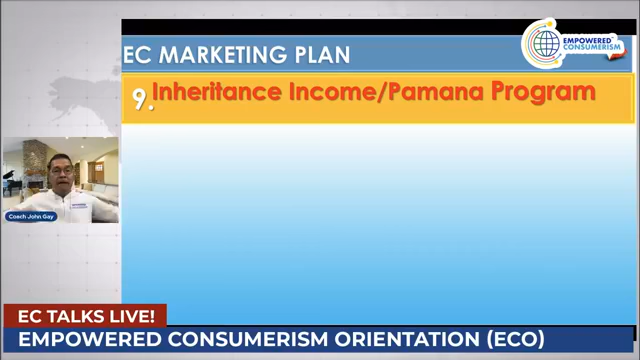 EC MARKETING PLAN
EMPOWERED
CONSUMERISM
9. Inheritance Income/Pamana Program
Coach John Gay
EC TALKS LIVE!
EMPOWERED CONSUMERISM ORIENTATION (ECO)